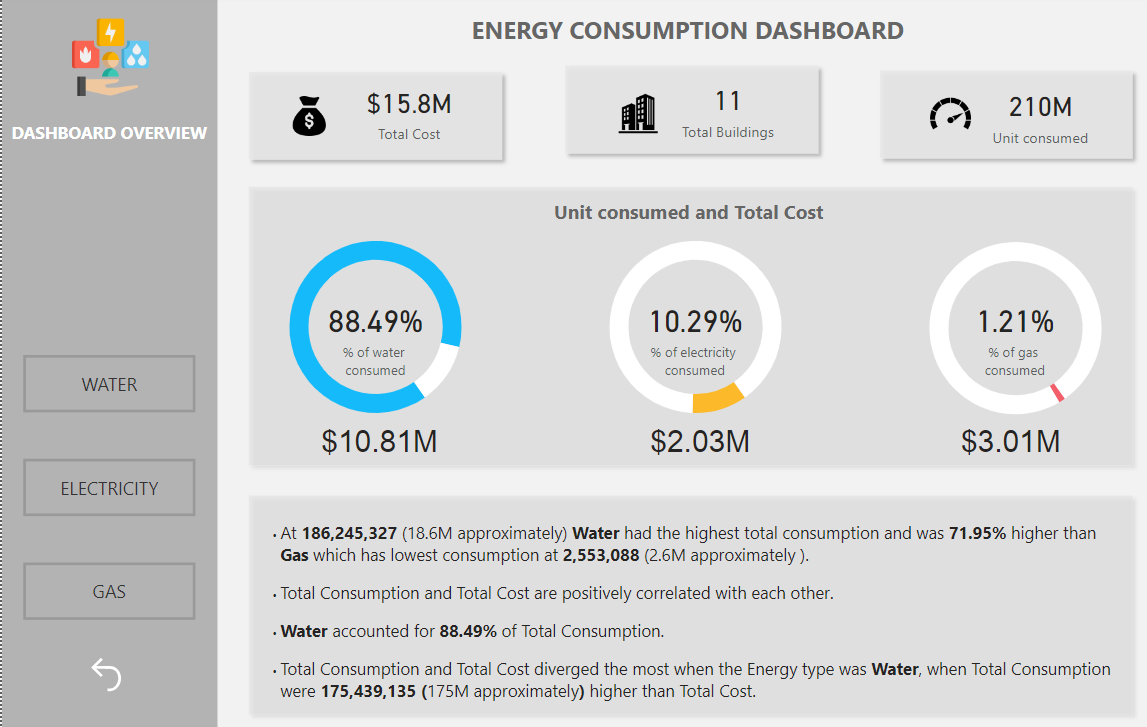 ENERGY CONSUMPTION DASHBOARD
DASHBOARD OVERVIEW
$15.8M
Total Cost
11
Total Buildings
210M
Unit consumed
Unit consumed and Total Cost
88.49%
% of water
consumed
$10.81M
10.29%
% of electricity
consumed
$2.03M
1.21%
% of gas
consumed
$3.01M
WATER
ELECTRICITY
GAS
• At 186,245,327 (18.6M approximately) Water had the highest total consumption and was 71.95% higher than
Gas which has lowest consumption at 2,553,088 (2.6M approximately ).
• Total Consumption and Total Cost are positively correlated with each other.
• Water accounted for 88.49% of Total Consumption.
• Total Consumption and Total Cost diverged the most when the Energy type was Water, when Total Consumption
were 175,439,135 (175M approximately) higher than Total Cost.